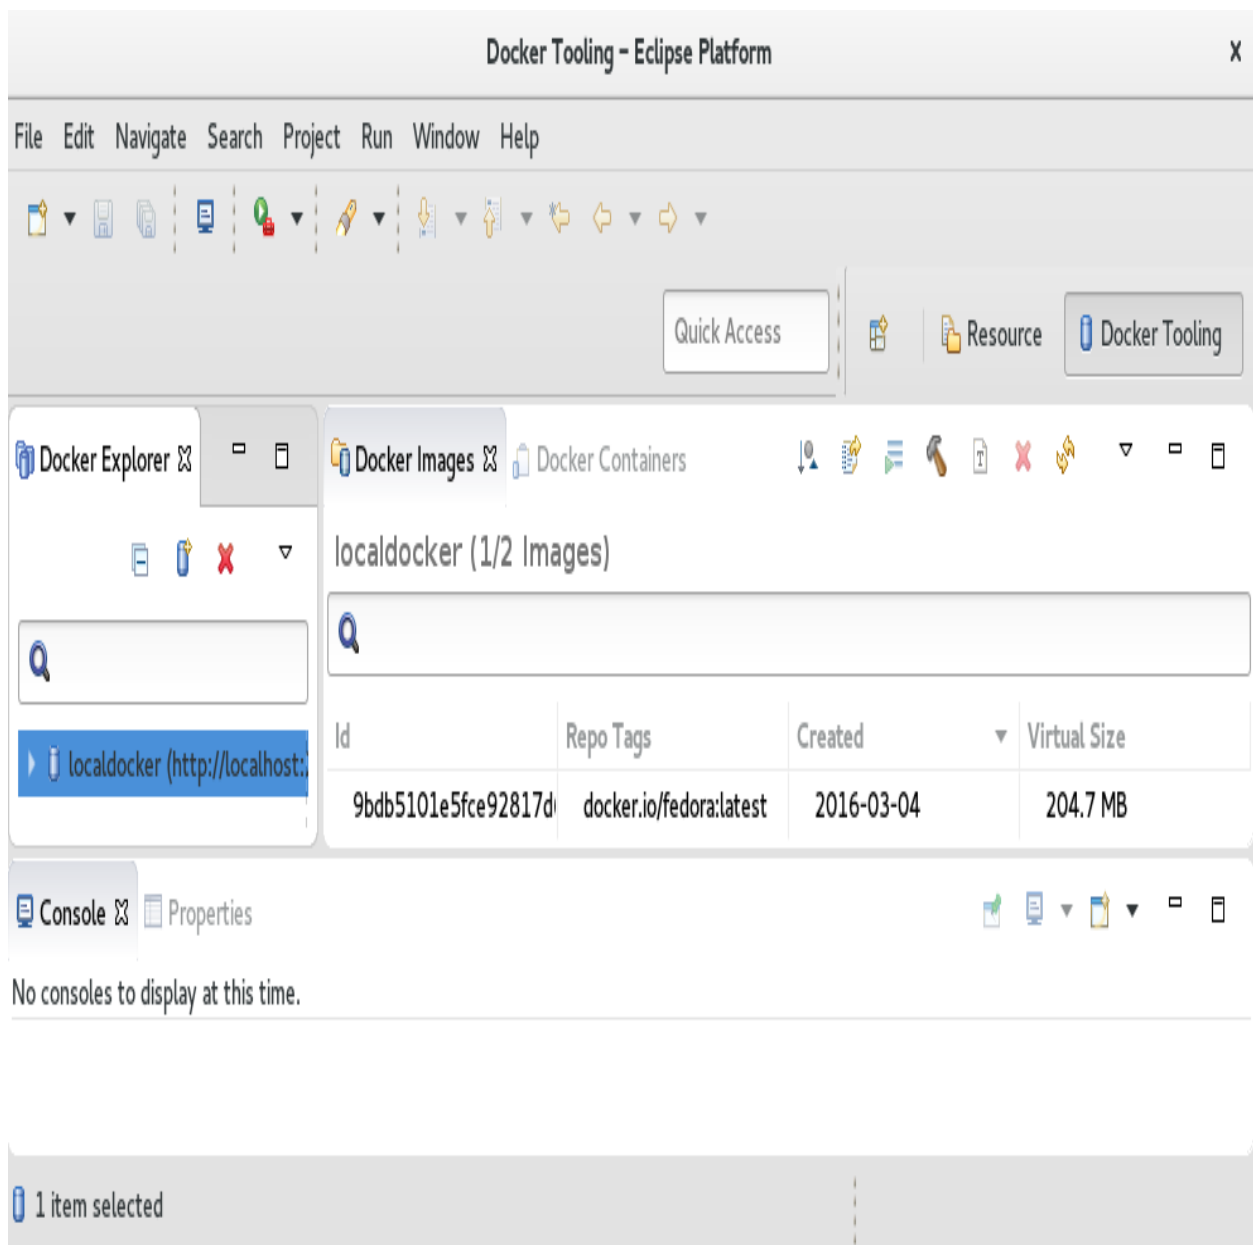 Docker Tooling – Eclipse Platform
File Edit Navigate Search Project Run Window Help
Quick Access Resource Docker Tooling
Docker Explorer Docker Images Docker Containers
localdocker (1/2 Images)
Id Repo Tags Created Virtual Size
localdocker (http://localhost:
9bdb5101e5fce92817d docker.io/fedora:latest 2016-03-04 204.7 MB
Console Properties
No consoles to display at this time.
1 item selected